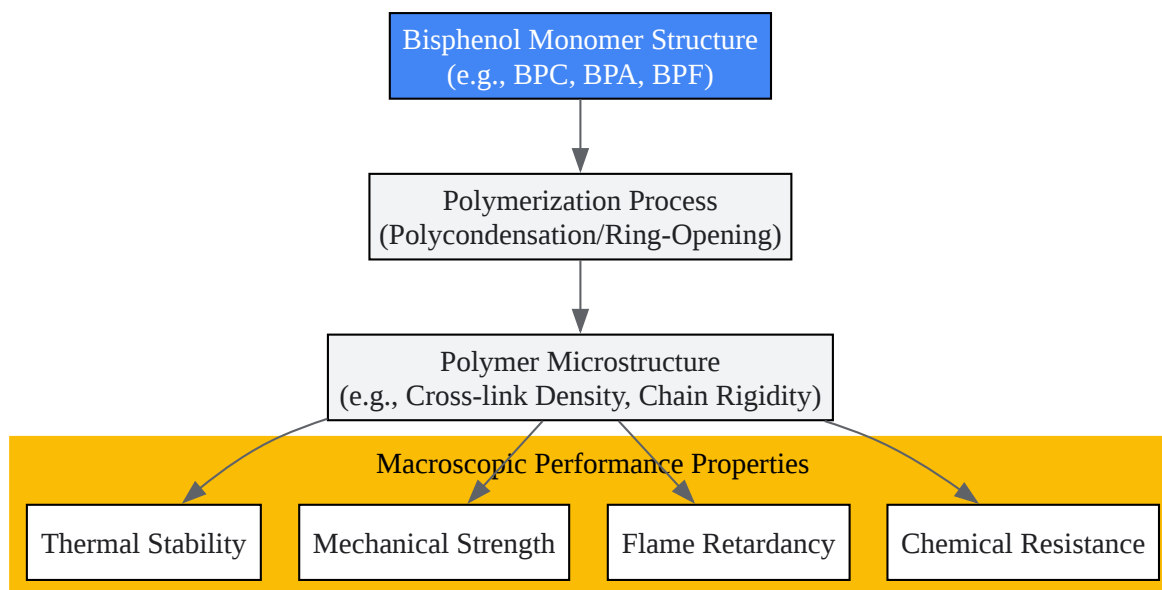 Bisphenol Monomer Structure
(e.g., BPC, BPA, BPF)
Polymerization Process
(Polycondensation/Ring-Opening)
Polymer Microstructure
(e.g., Cross-link Density, Chain Rigidity)
Macroscopic Performance Properties
Thermal Stability
Mechanical Strength
Flame Retardancy
Chemical Resistance